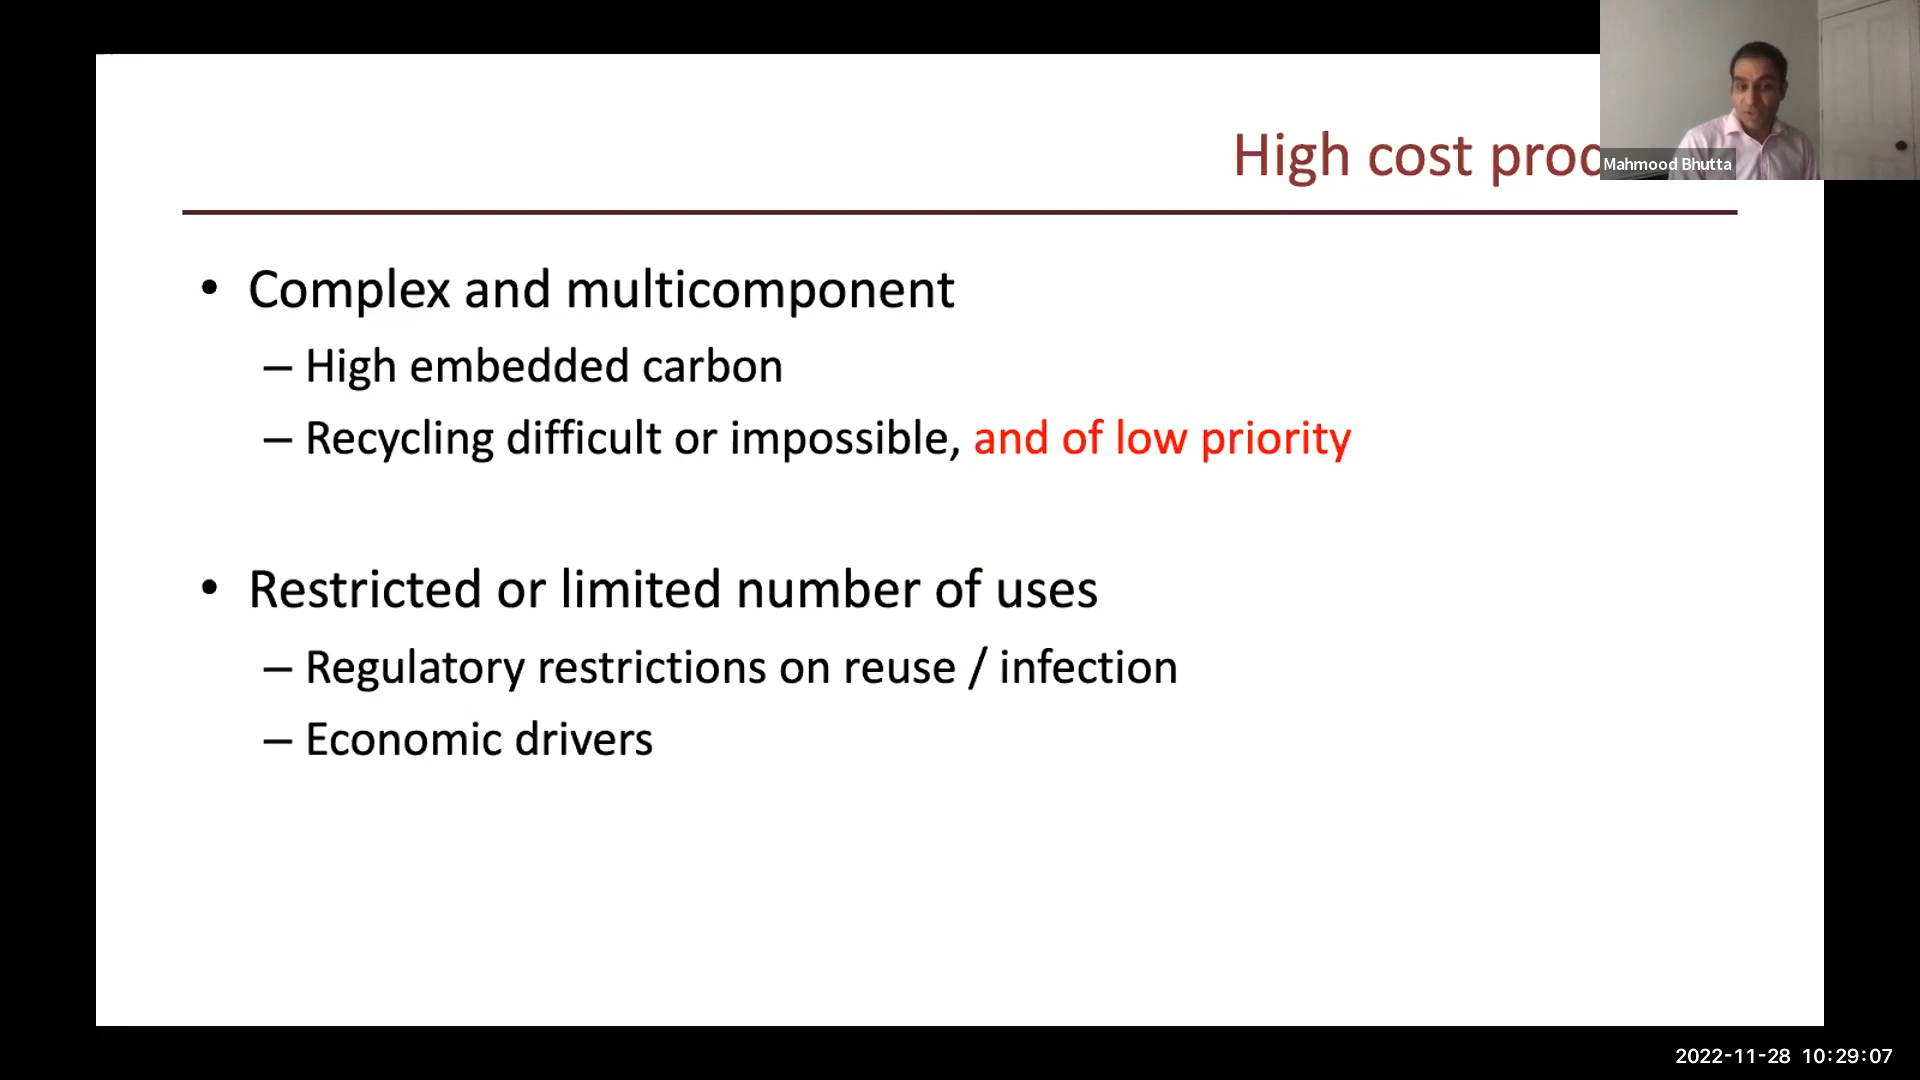 High cost
Mahmood Bhutta
• Complex and multicomponent
– High embedded carbon
– Recycling difficult or impossible, and of low priority
• Restricted or limited number of uses
– Regulatory restrictions on reuse / infection
– Economic drivers
2022-11-28 10:29:07